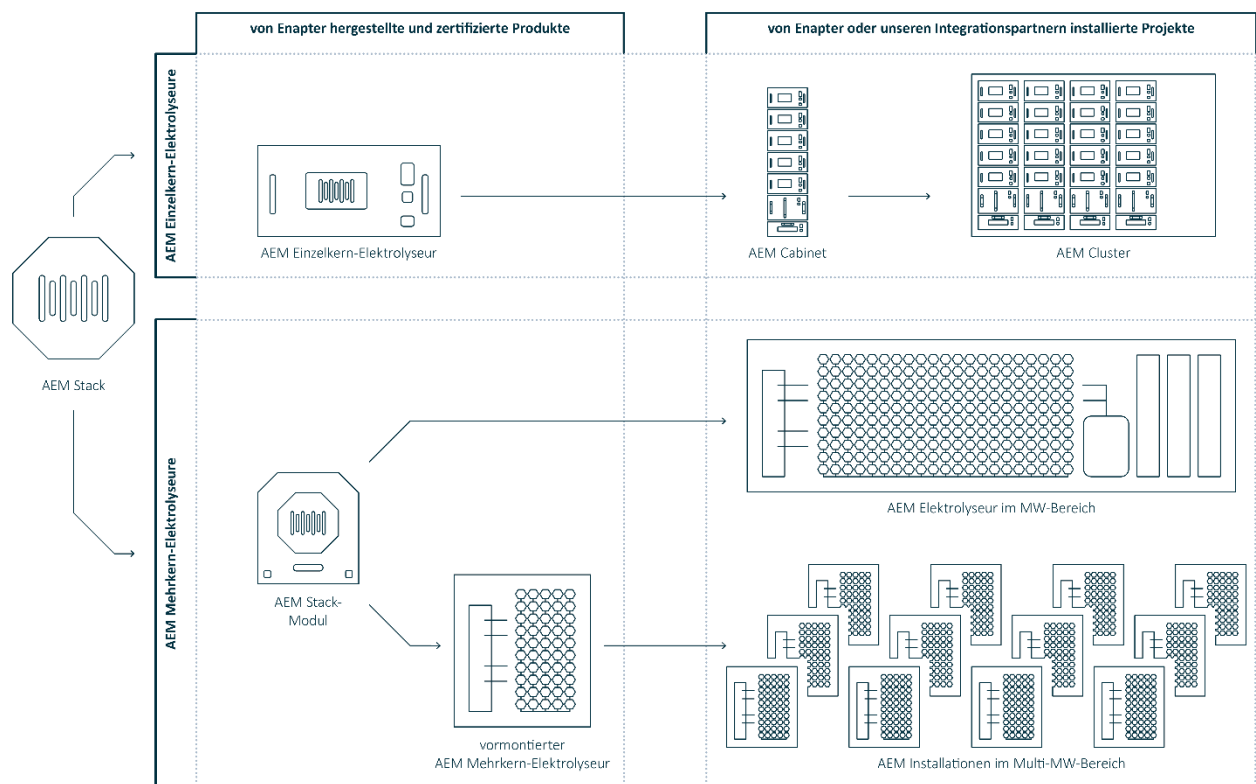 von Enapter hergestellte und zertifizierte Produkte
von Enapter oder unseren Integrationspartnern installierte Projekte
AEM Einzelkern-Elektrolyseure
AEM Einzelkern-Elektrolyseur
AEM Cabinet
AEM Cluster
AEM Stack
AEM Mehrkern-Elektrolyseure
AEM Elektrolyseur im MW-Bereich
AEM Stack-
Modul
vormontierter
AEM Mehrkern-Elektrolyseur
AEM Installationen im Multi-MW-Bereich